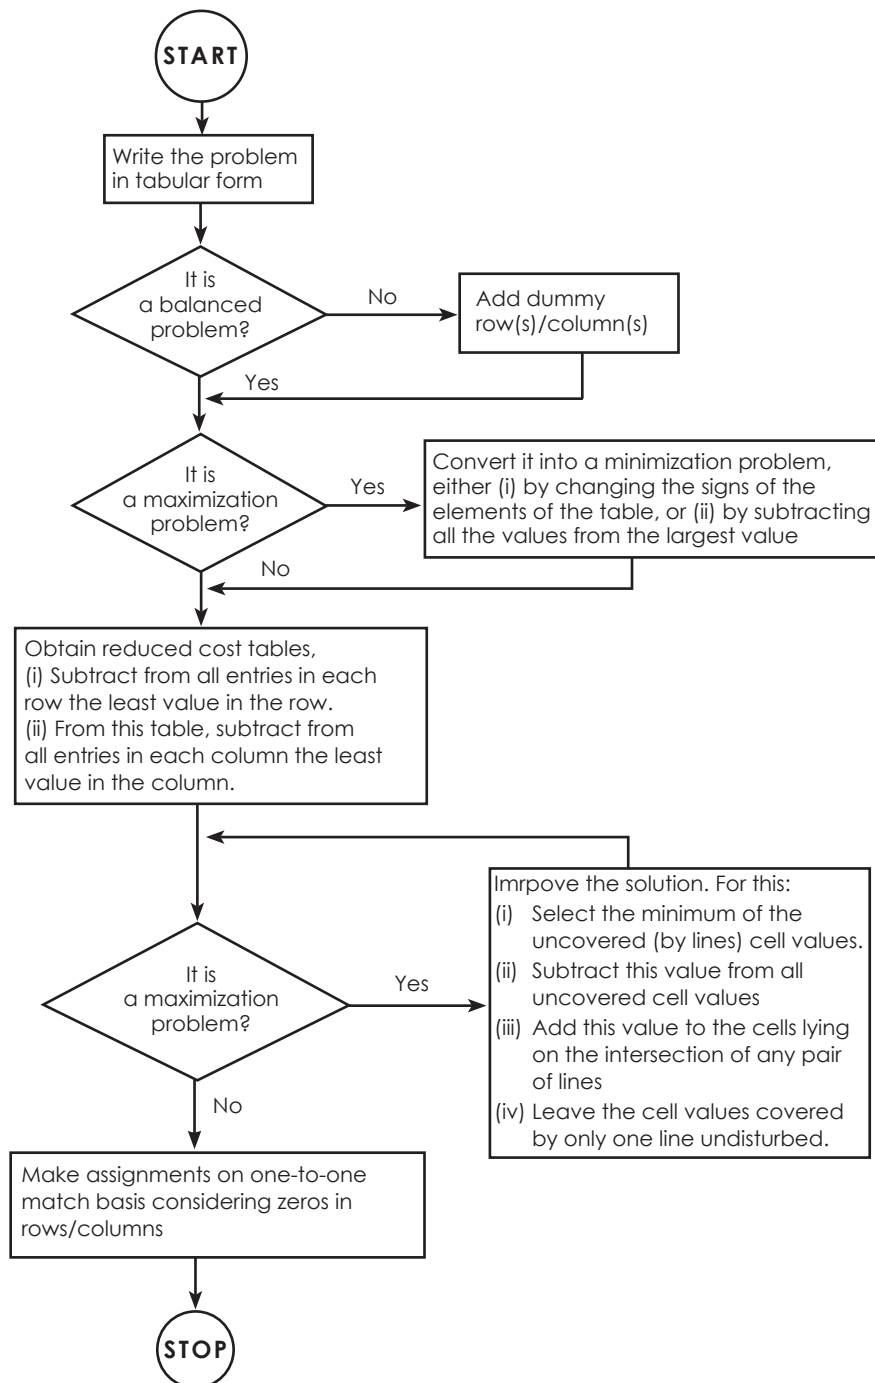 START
Write the problem
in tabular form
It is
a balanced
problem?
No
Add dummy
row(s)/column(s)
Yes
It is
a maximization
problem?
Yes
Convert it into a minimization problem,
either (i) by changing the signs of the
elements of the table, or (ii) by subtracting
all the values from the largest value
No
Obtain reduced cost tables,
(i) Subtract from all entries in each
row the least value in the row.
(ii) From this table, subtract from
all entries in each column the least
value in the column.
It is
a maximization
problem?
Yes
Imrpove the solution. For this:
(i) Select the minimum of the
uncovered (by lines) cell values.
(ii) Subtract this value from all
uncovered cell values
(iii) Add this value to the cells lying
on the intersection of any pair
of lines
(iv) Leave the cell values covered
by only one line undisturbed.
No
Make assignments on one-to-one
match basis considering zeros in
rows/columns
STOP